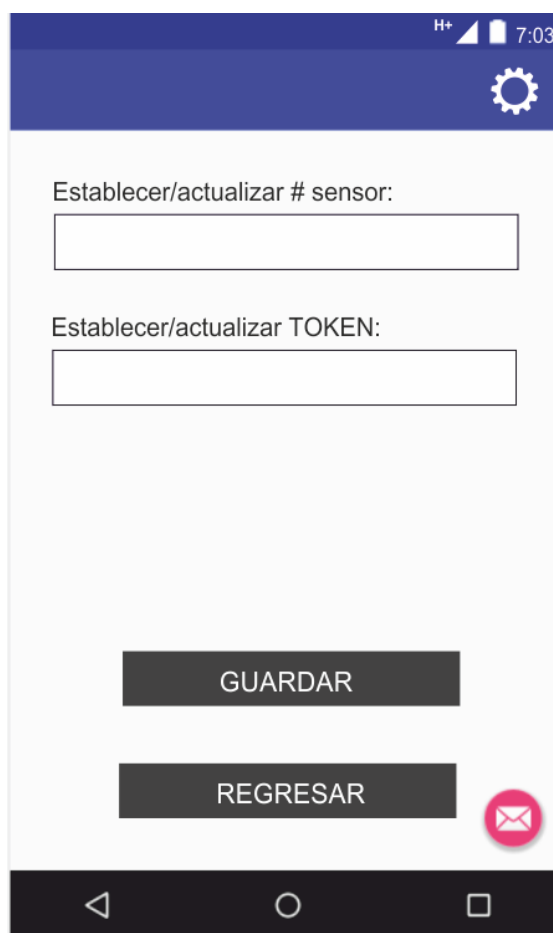 H+ 7:03
Establecer/actualizar # sensor:
Establecer/actualizar TOKEN:
GUARDAR
REGRESAR